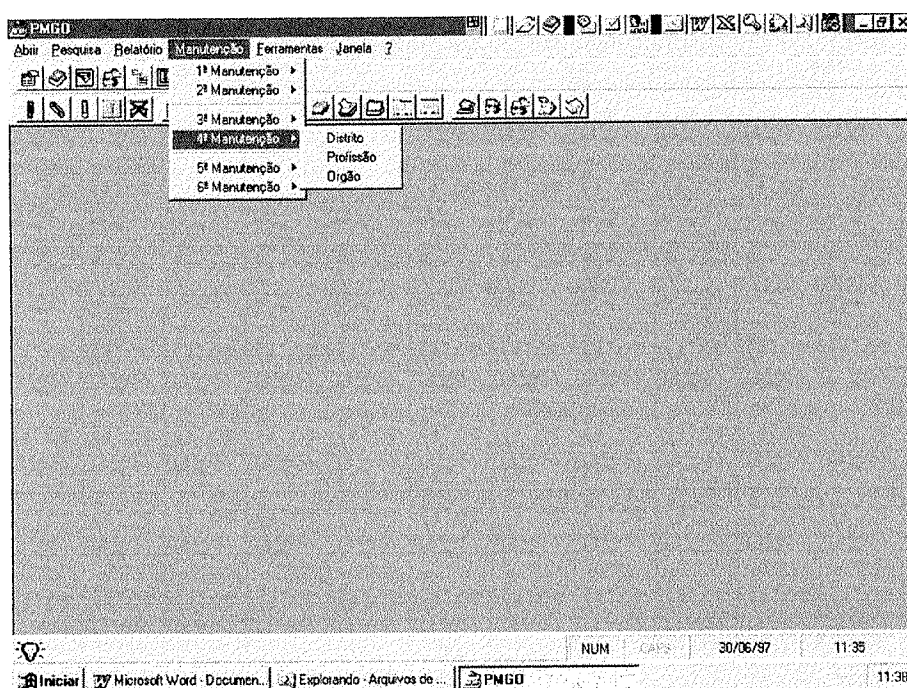 PMGO
Abrir Pesquisa Relatório Manutenção Ferramentas Janela ?
1ª Manutenção
2ª Manutenção
3ª Manutenção
4ª Manutenção
Distrito
Profissão
Orgão
5ª Manutenção
6ª Manutenção
NUM CAPS 30/06/97 11:35
Iniciar Microsoft Word - Documen... Explorando - Arquivos de ... PMGO 11:38